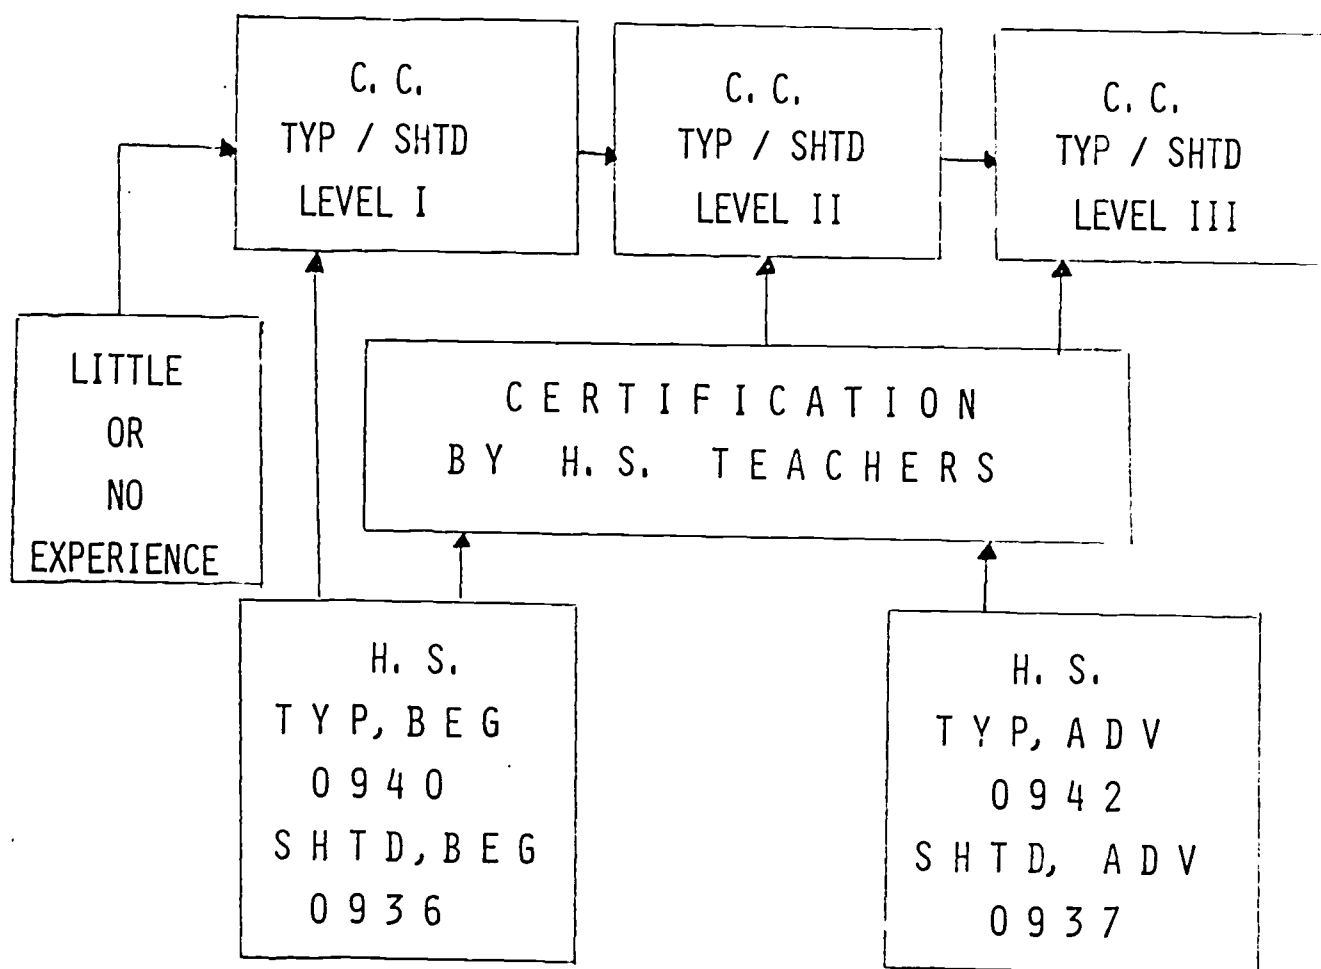 C. C.
TYP / SHTD
LEVEL I
C. C.
TYP / SHTD
LEVEL II
C. C.
TYP / SHTD
LEVEL III
LITTLE
OR
NO
EXPERIENCE
CERTIFICATION
BY H.S. TEACHERS
H. S.
TYP, BEG
0940
SHTD, BEG
0936
H. S.
TYP, ADV
0942
SHTD, ADV
0937